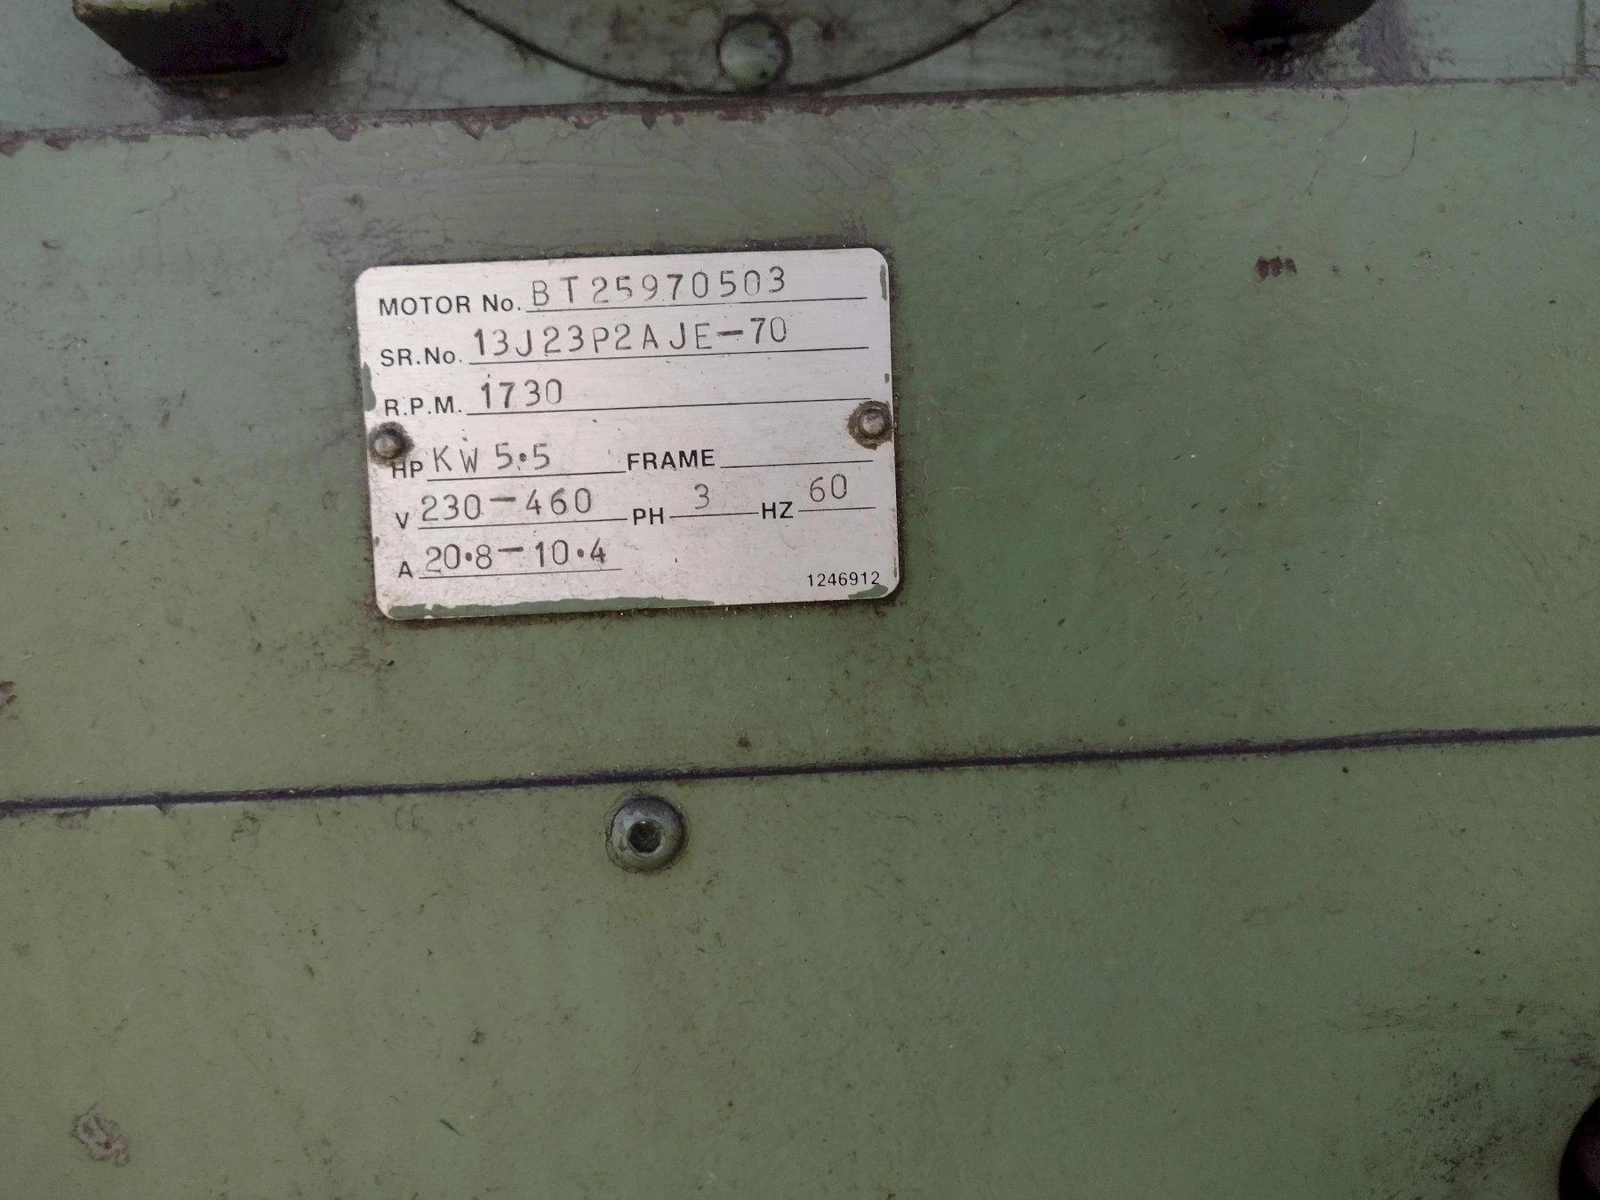 MOTOR No. BT25970503
SR.No. 13J23P2AJE-70
R.P.M. 1730
HP KW 5.5 FRAME
V 230-460 PH 3 HZ 60
A 20.8-10.4
1246912